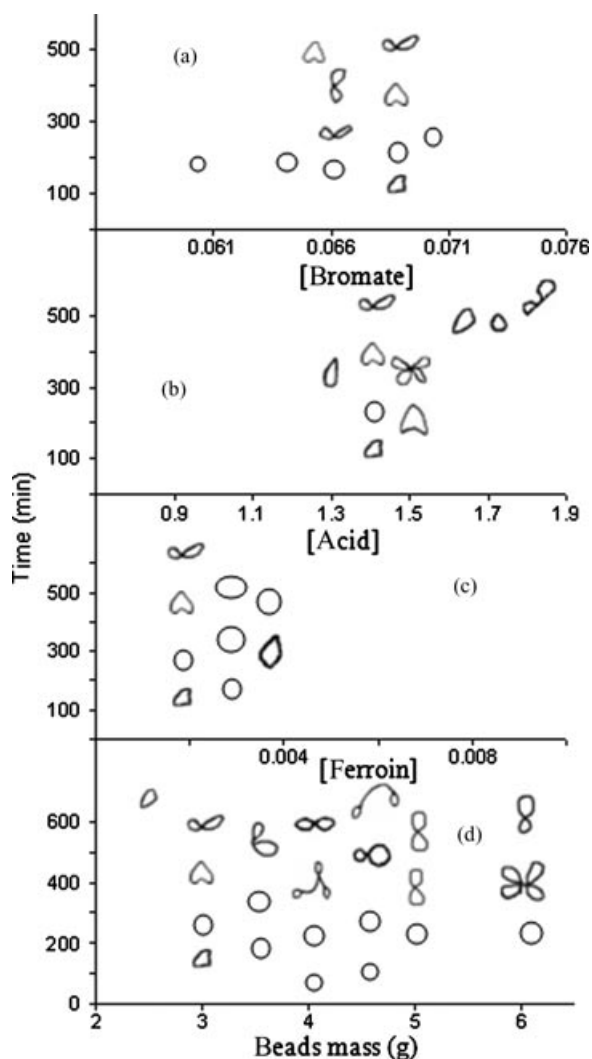 500
(a)
300
100
0.061 0.066 0.071 0.076
[Bromate]
500
300
(b)
100
0.9 1.1 1.3 1.5 1.7 1.9
[Acid]
Time (min)
500
(c)
300
100
0.004 0.008
[Ferroin]
600
(d)
400
200
0
2 3 4 5 6
Beads mass (g)